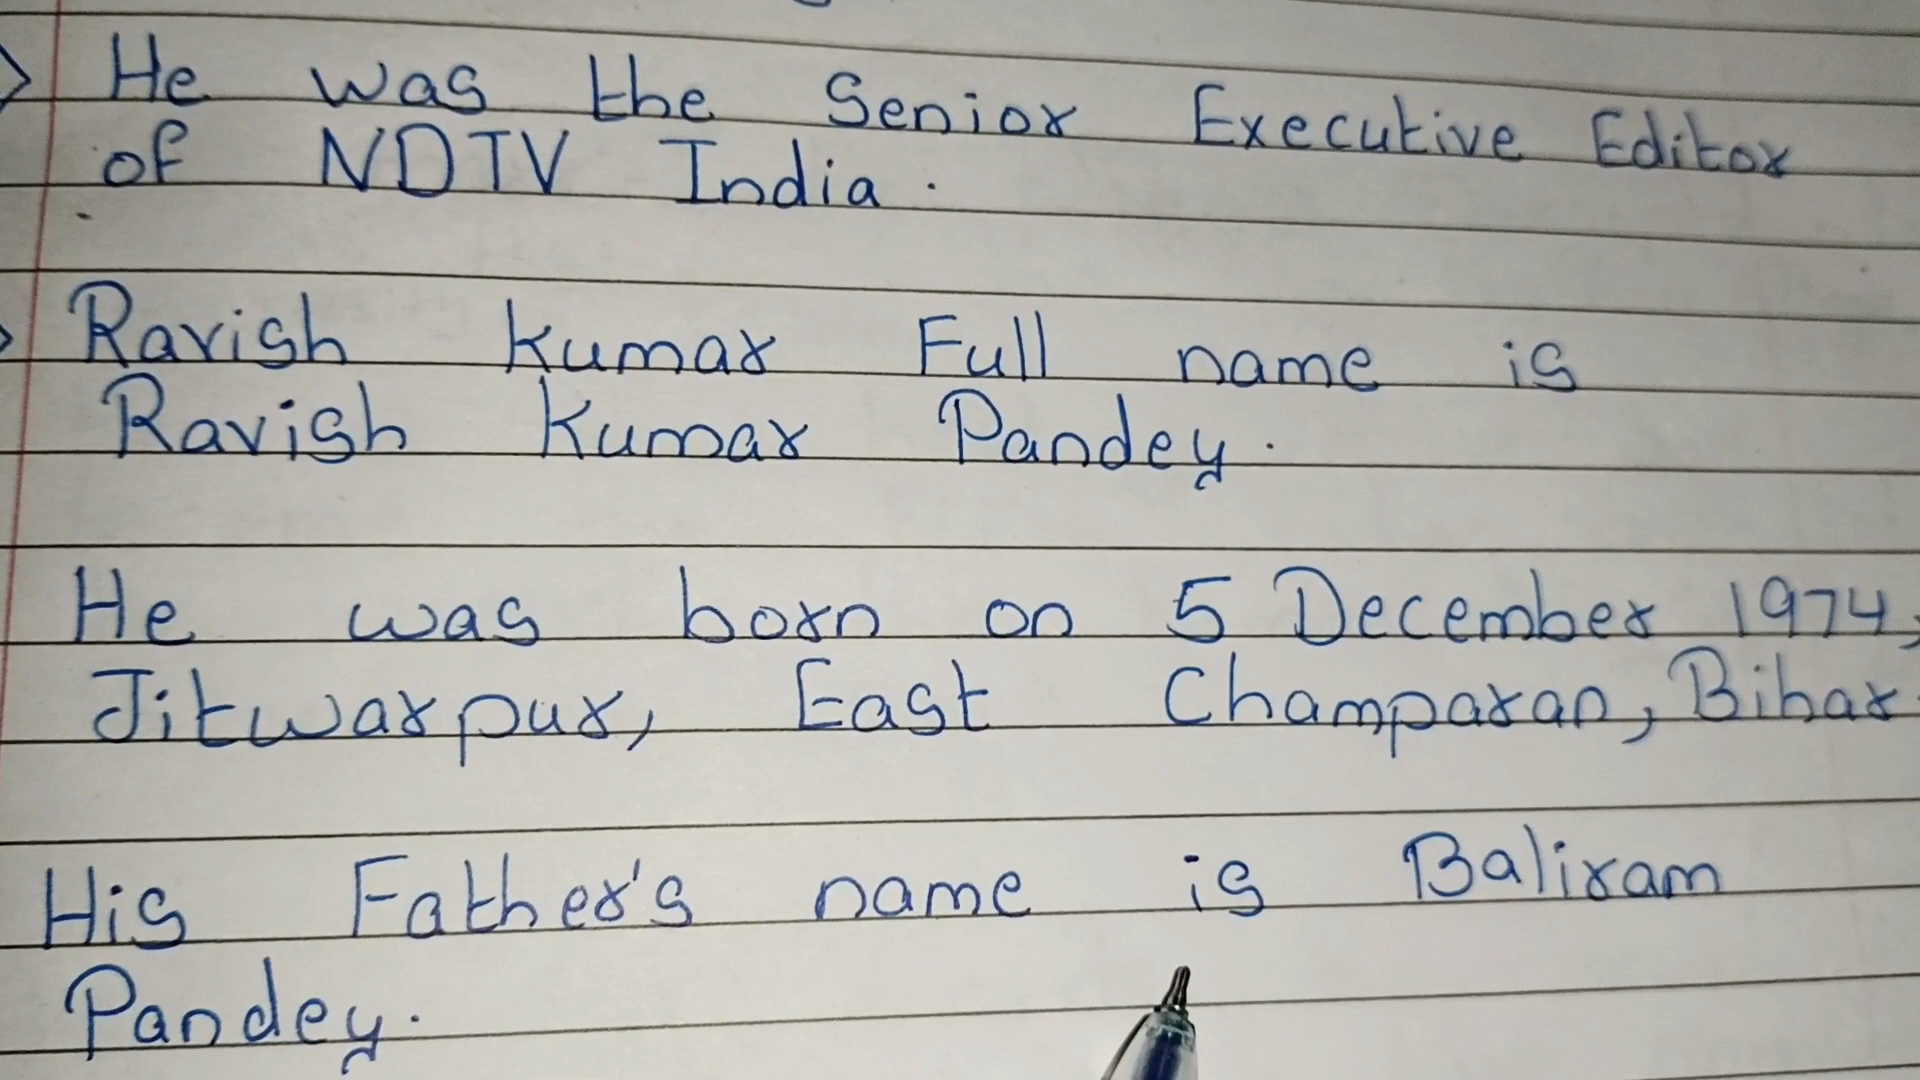 > He was the Senior Executive Editor
of NDTV India.
> Ravish Kumar Full name is
Ravish Kumar Pandey.
He was born on 5 December 1974,
Jitwarpur, East Champaran, Bihar
His Father's name is Baliram
Pandey.